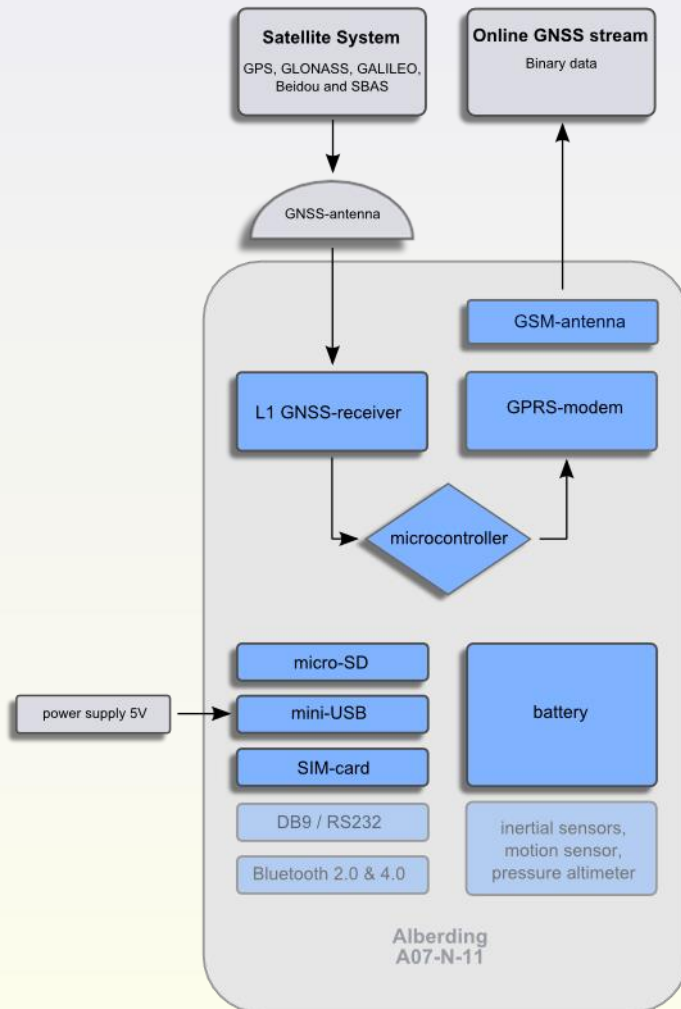 Satellite System
GPS, GLONASS, GALILEO,
Beidou and SBAS
Online GNSS stream
Binary data
GNSS-antenna
GSM-antenna
L1 GNSS-receiver
GPRS-modem
microcontroller
micro-SD
power supply 5V
mini-USB
battery
SIM-card
DB9 / RS232
Bluetooth 2.0 & 4.0
inertial sensors,
motion sensor,
pressure altimeter
Alberding
A07-N-11